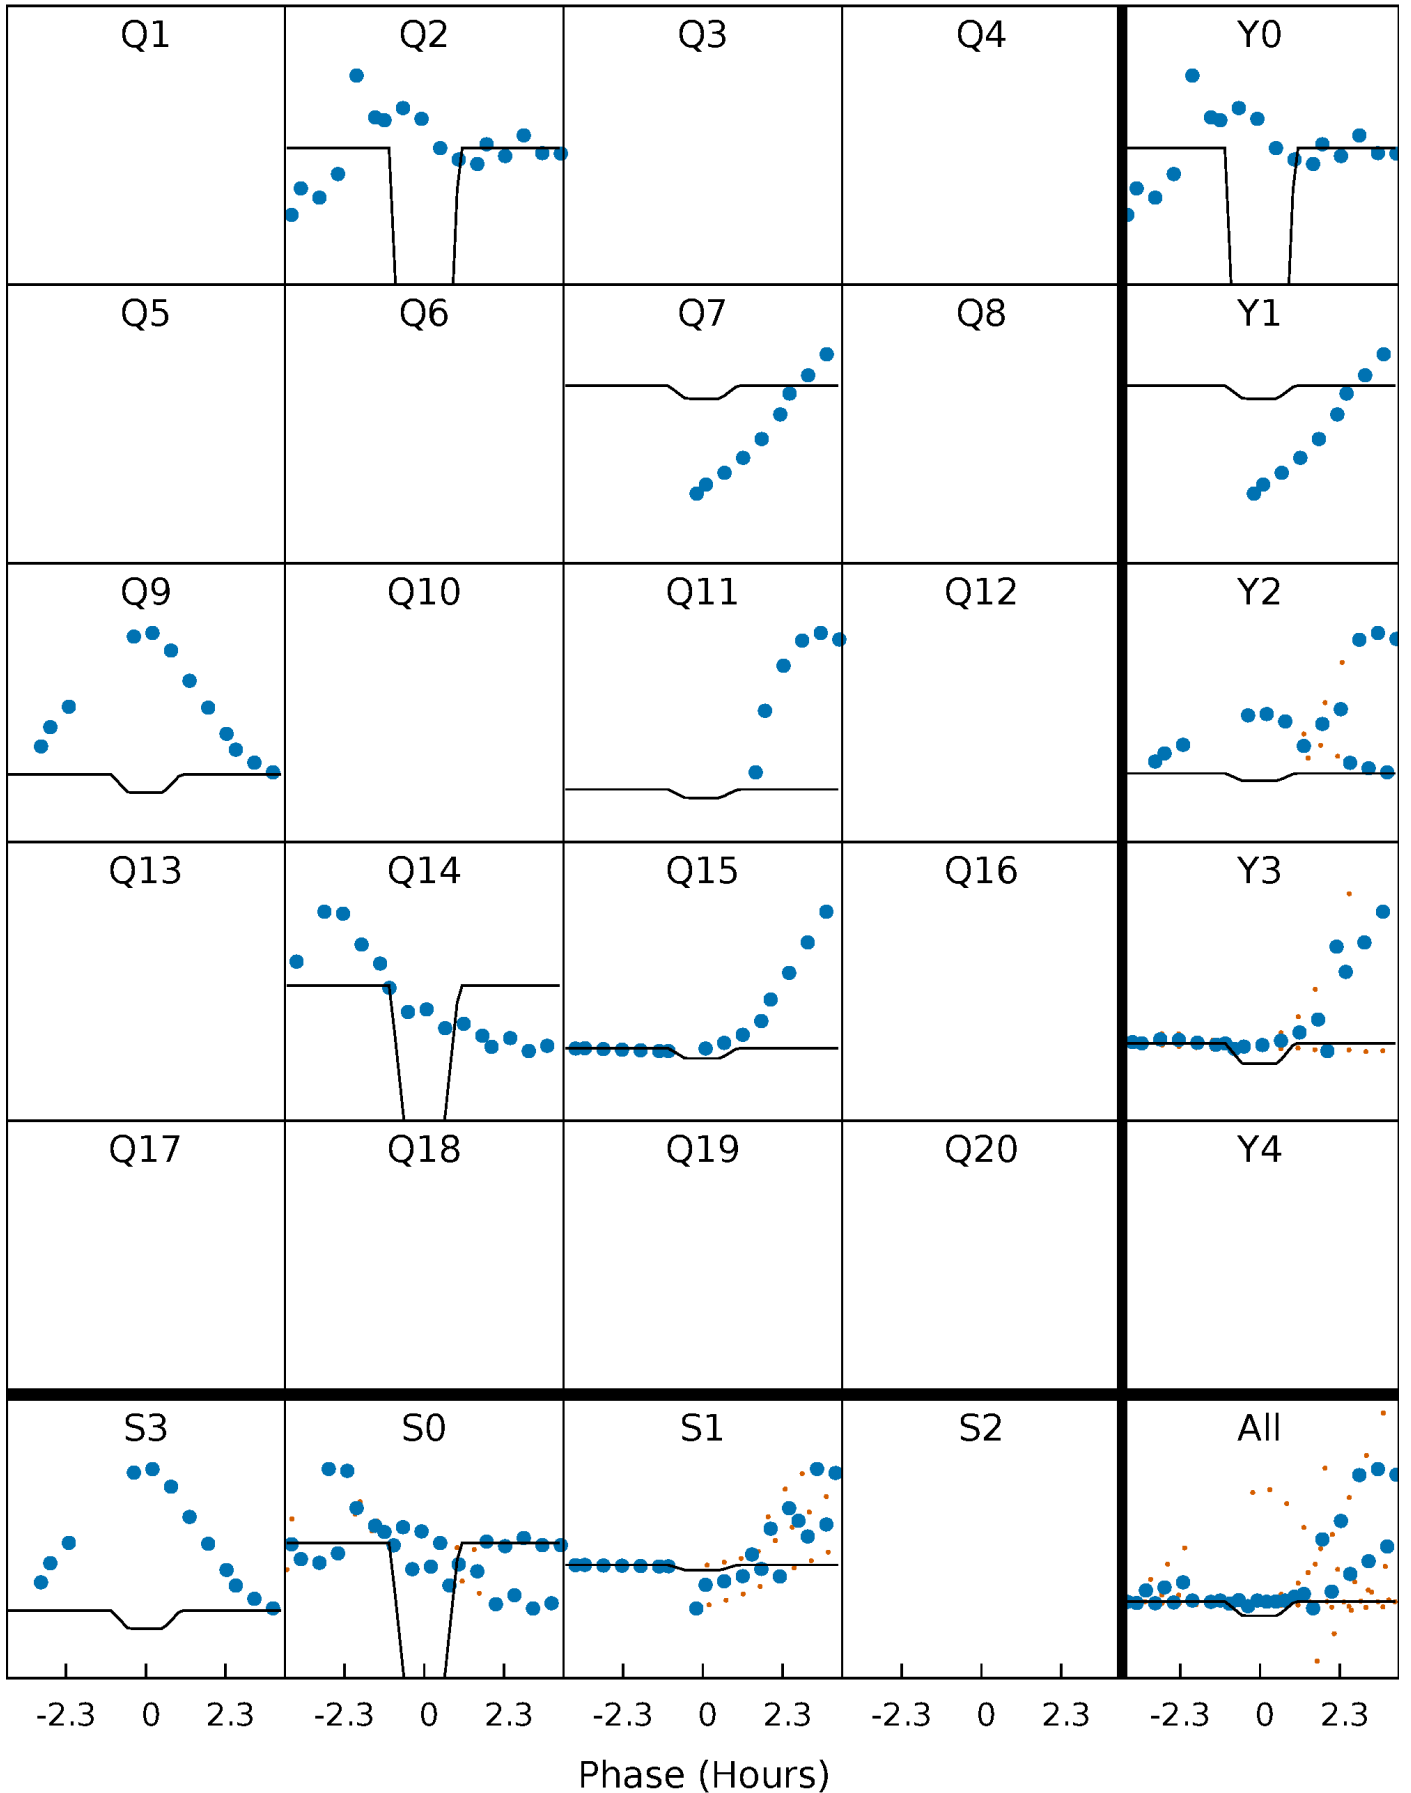 Q1 Q2 Q3 Q4 Y0
Q5 Q6 Q7 Q8 Y1
Q9 Q10 Q11 Q12 Y2
Q13 Q14 Q15 Q16 Y3
Q17 Q18 Q19 Q20 Y4
S3 S0 S1 S2 All
-2.3 0 2.3 -2.3 0 2.3 -2.3 0 2.3 -2.3 0 2.3 -2.3 0 2.3
Phase (Hours)